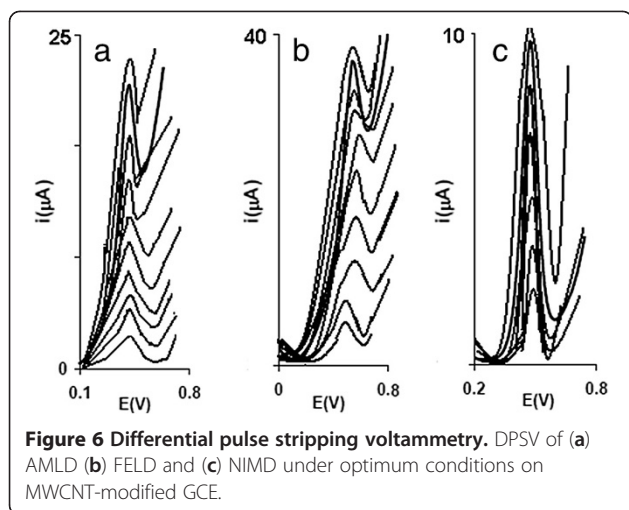 25
a
i(µA)
0
0.1
0.8
E(V)
40
b
i(µA)
0
0.8
E(V)
10
c
i(µA)
0.2
0.8
E(V)
Figure 6 Differential pulse stripping voltammetry. DPSV of (a)
AMLD (b) FELD and (c) NIMD under optimum conditions on
MWCNT-modified GCE.